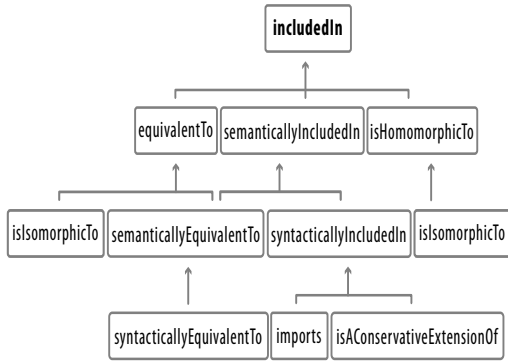 includedIn
equivalentTo
semanticallyIncludedIn
isHomomorphicTo
isIsomorphicTo
semanticallyEquivalentTo
syntacticallyIncludedIn
isIsomorphicTo
syntacticallyEquivalentTo
imports
isAConservativeExtensionOf